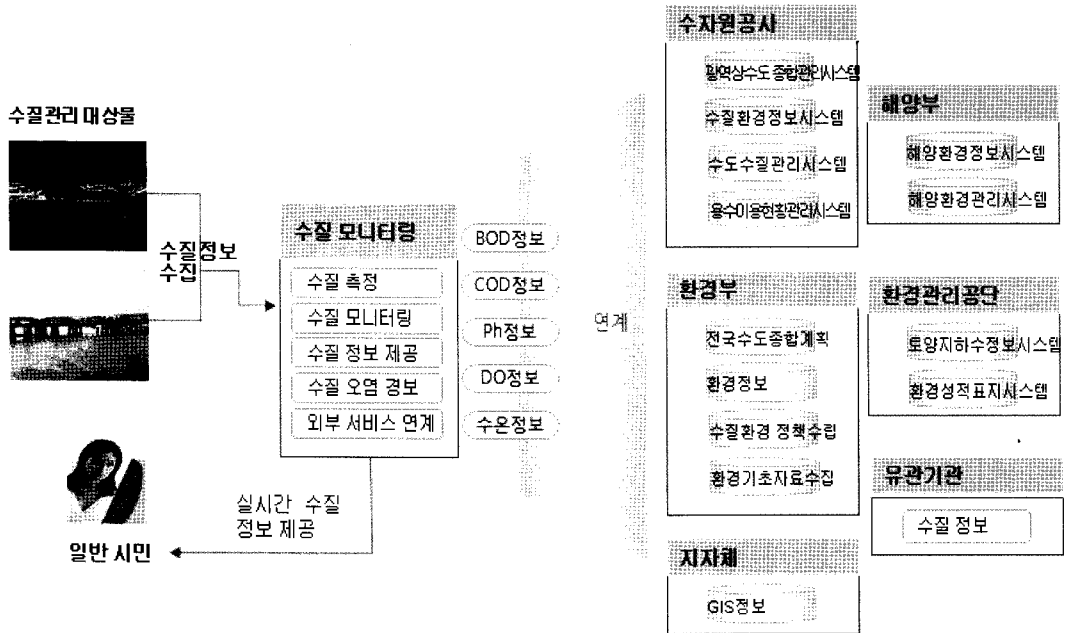 수질관리 대상물
수질정보
수집
수질 모니터링
수질 측정
수질 모니터링
수질 정보 제공
수질 오염 경보
외부 서비스 연계
실시간 수질
정보 제공
일반 시민
BOD정보
COD정보
Ph정보
DO정보
수온정보
연계
수자원공사
광역상수도 종합관리시스템
수질환경정보시스템
수도수질관리시스템
용수이용현황관리시스템
해양부
해양환경정보시스템
해양환경관리시스템
환경부
전국수도종합계획
환경정보
수질환경 정책수립
환경기초자료수집
환경관리공단
토양지하수정보시스템
환경성적표지시스템
유관기관
수질 정보
지자체
GIS정보